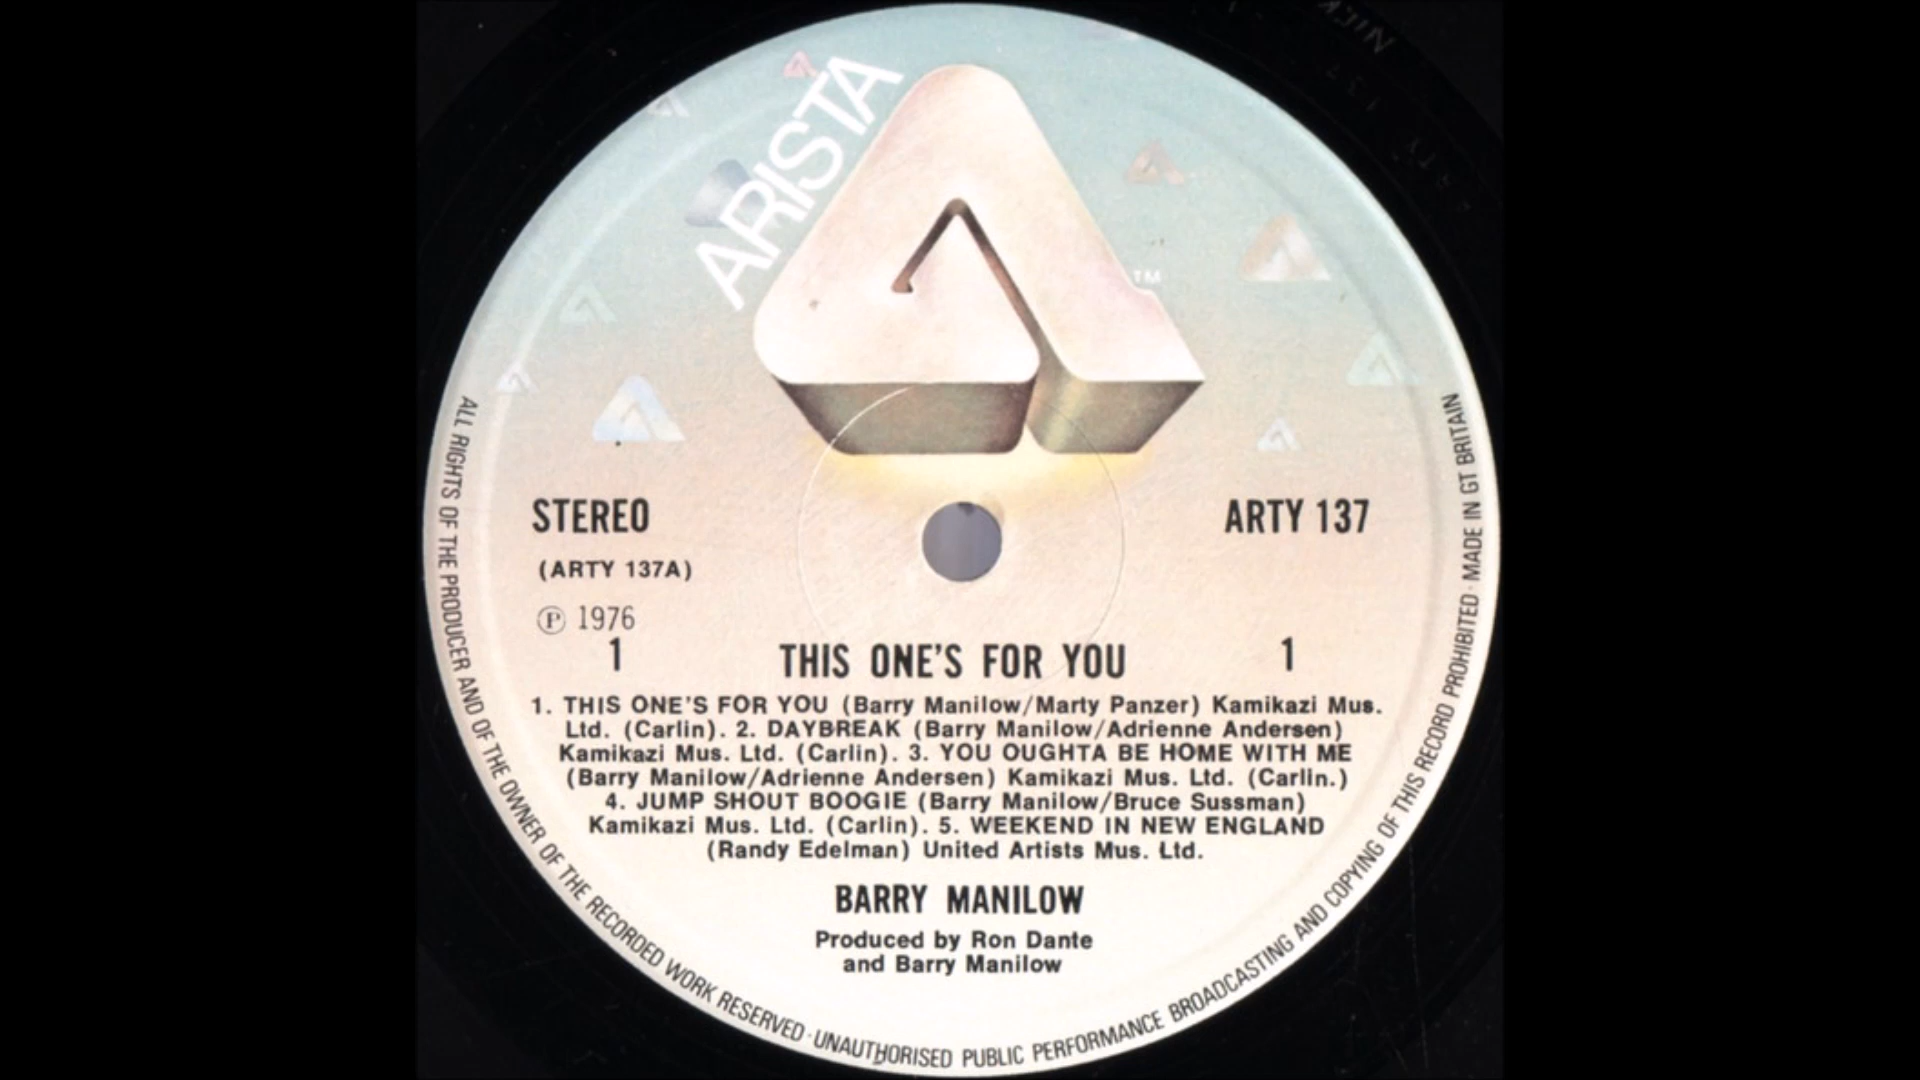 ARISTA
TM
STEREO
ARTY 137
(ARTY 137A)
Ⓟ 1976
1
1
THIS ONE'S FOR YOU
1. THIS ONE'S FOR YOU (Barry Manilow/Marty Panzer) Kamikazi Mus.
Ltd. (Carlin). 2. DAYBREAK (Barry Manilow/Adrienne Andersen)
Kamikazi Mus. Ltd. (Carlin). 3. YOU OUGHTA BE HOME WITH ME
(Barry Manilow/Adrienne Andersen) Kamikazi Mus. Ltd. (Carlin.)
4. JUMP SHOUT BOOGIE (Barry Manilow/Bruce Sussman)
Kamikazi Mus. Ltd. (Carlin). 5. WEEKEND IN NEW ENGLAND
(Randy Edelman) United Artists Mus. Ltd.
BARRY MANILOW
Produced by Ron Dante
and Barry Manilow
ALL RIGHTS OF THE PRODUCER AND OF THE OWNER OF THE RECORDED WORK RESERVED · UNAUTHORISED PUBLIC PERFORMANCE BROADCASTING AND COPYING OF THIS RECORD PROHIBITED · MADE IN GT BRITAIN